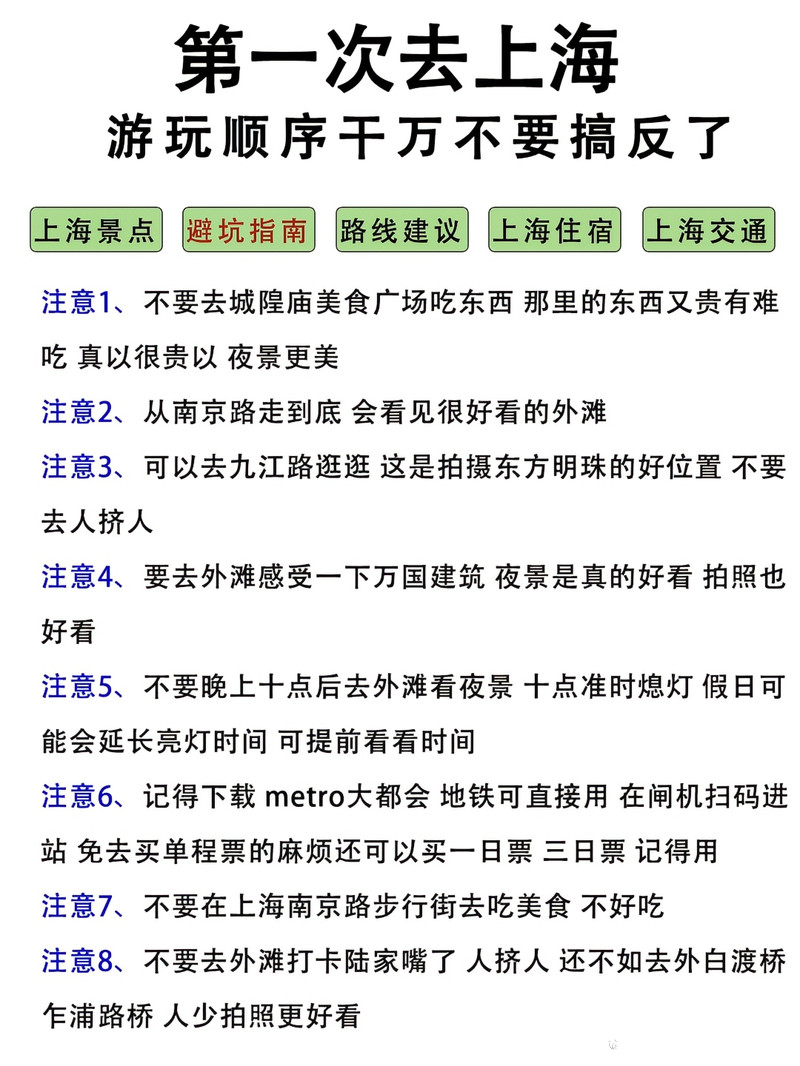 第一次去上海
游玩顺序千万不要搞反了
上海景点 避坑指南 路线建议 上海住宿 上海交通
注意1、不要去城隍庙美食广场吃东西 那里的东西又贵有难
吃 真以很贵以 夜景更美
注意2、从南京路走到底 会看见很好看的外滩
注意3、可以去九江路逛逛 这是拍摄东方明珠的好位置 不要
去人挤人
注意4、要去外滩感受一下万国建筑 夜景是真的好看 拍照也
好看
注意5、不要晚上十点后去外滩看夜景 十点准时熄灯 假日可
能会延长亮灯时间 可提前看看时间
注意6、记得下载 metro大都会 地铁可直接用 在闸机扫码进
站 免去买单程票的麻烦还可以买一日票 三日票 记得用
注意7、不要在上海南京路步行街去吃美食 不好吃
注意8、不要去外滩打卡陆家嘴了 人挤人 还不如去外白渡桥
乍浦路桥 人少拍照更好看